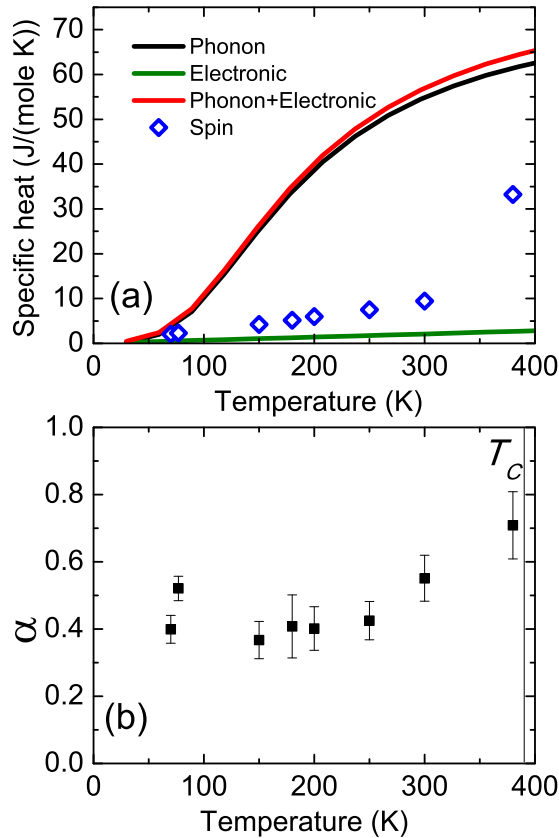 Specific heat (J/(mole K))
75
70
60
50
40
30
20
10
0
Phonon
Electronic
Phonon+Electronic
Spin
(a)
0 100 200 300 400
Temperature (K)
α
1.0
0.8
0.6
0.4
0.2
0.0
T_C
(b)
0 100 200 300 400
Temperature (K)